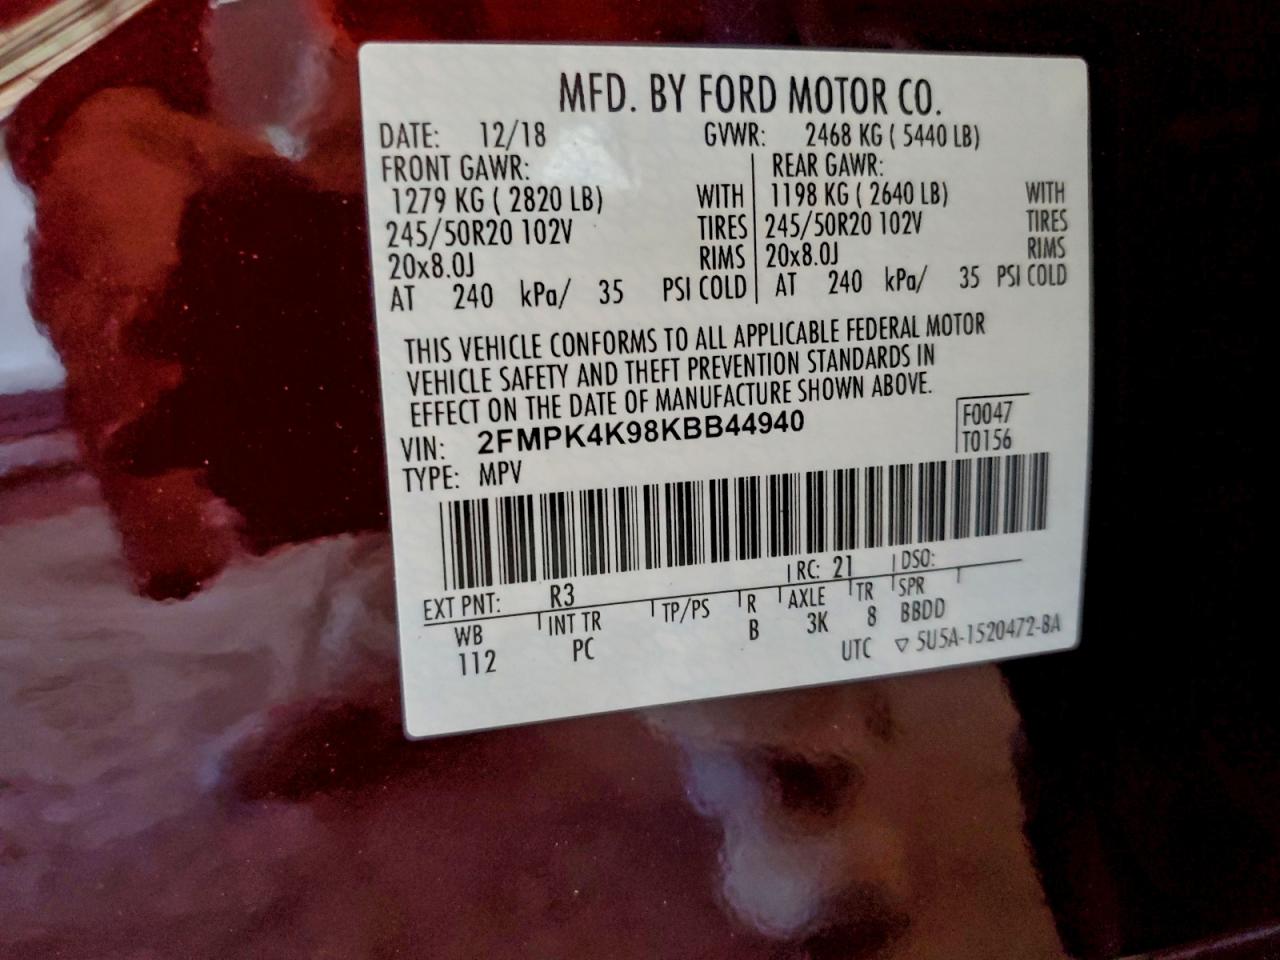 MFD. BY FORD MOTOR CO.
DATE: 12/18 GVWR: 2468 KG ( 5440 LB)
FRONT GAWR: REAR GAWR:
1279 KG ( 2820 LB) WITH 1198 KG ( 2640 LB) WITH
245/50R20 102V TIRES 245/50R20 102V TIRES
20x8.0J RIMS 20x8.0J RIMS
AT 240 kPa/ 35 PSI COLD AT 240 kPa/ 35 PSI COLD
THIS VEHICLE CONFORMS TO ALL APPLICABLE FEDERAL MOTOR
VEHICLE SAFETY AND THEFT PREVENTION STANDARDS IN
EFFECT ON THE DATE OF MANUFACTURE SHOWN ABOVE.
VIN: 2FMPK4K98KBB44940 F0047
TYPE: MPV T0156
EXT PNT: R3 RC: 21 DSO:
WB INT TR TP/PS R AXLE TR SPR
112 PC B 3K 8 BBDD
UTC ▽ 5U5A-1520472-BA